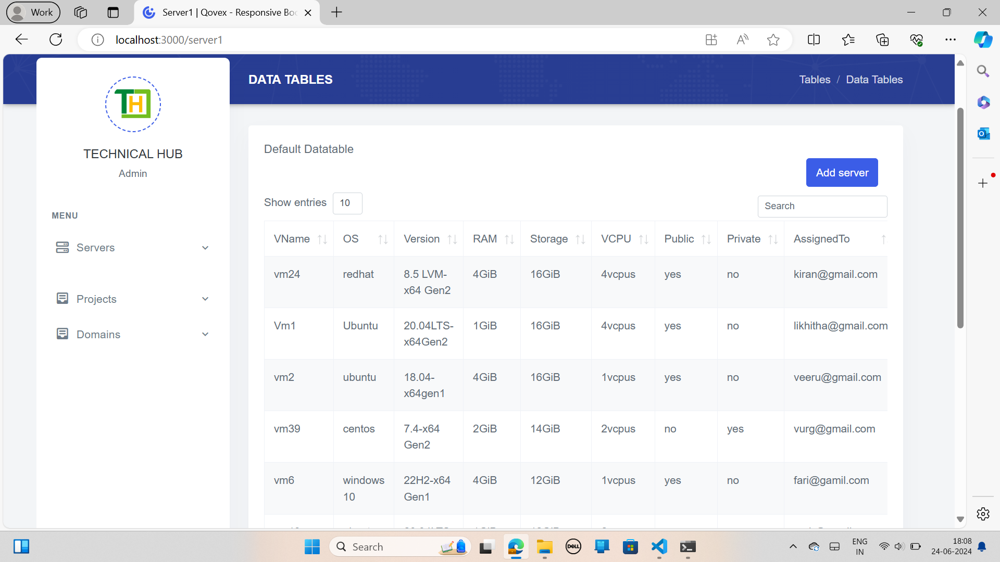 Work
Server1 | Qovex - Responsive Boo
localhost:3000/server1
TH
TECHNICAL HUB
Admin
MENU
Servers
Projects
Domains
DATA TABLES
Tables / Data Tables
Default Datatable
Add server
Show entries 10
Search
VName OS Version RAM Storage VCPU Public Private AssignedTo
vm24 redhat 8.5 LVM- 4GiB 16GiB 4vcpus yes no kiran@gmail.com
x64 Gen2
Vm1 Ubuntu 20.04LTS- 1GiB 16GiB 4vcpus yes no likhitha@gmail.com
x64Gen2
vm2 ubuntu 18.04- 4GiB 16GiB 1vcpus yes no veeru@gmail.com
x64gen1
vm39 centos 7.4-x64 2GiB 14GiB 2vcpus no yes vurg@gmail.com
Gen2
vm6 windows 22H2-x64 4GiB 12GiB 1vcpus yes no fari@gamil.com
10 Gen1
Search
DELL
ENG
IN
18:08
24-06-2024